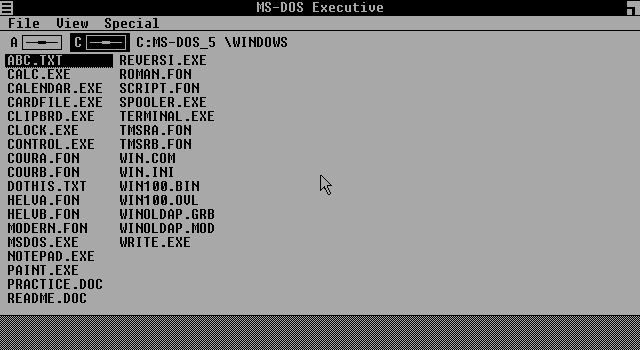 MS-DOS Executive
File View Special
A C C:MS-DOS_5 \WINDOWS
ABC.TXT REVERSI.EXE
CALC.EXE ROMAN.FON
CALENDAR.EXE SCRIPT.FON
CARDFILE.EXE SPOOLER.EXE
CLIPBRD.EXE TERMINAL.EXE
CLOCK.EXE TMSRA.FON
CONTROL.EXE TMSRB.FON
COURA.FON WIN.COM
COURB.FON WIN.INI
DOTHIS.TXT WIN100.BIN
HELVA.FON WIN100.OVL
HELVB.FON WINOLDAP.GRB
MODERN.FON WINOLDAP.MOD
MSDOS.EXE WRITE.EXE
NOTEPAD.EXE
PAINT.EXE
PRACTICE.DOC
README.DOC